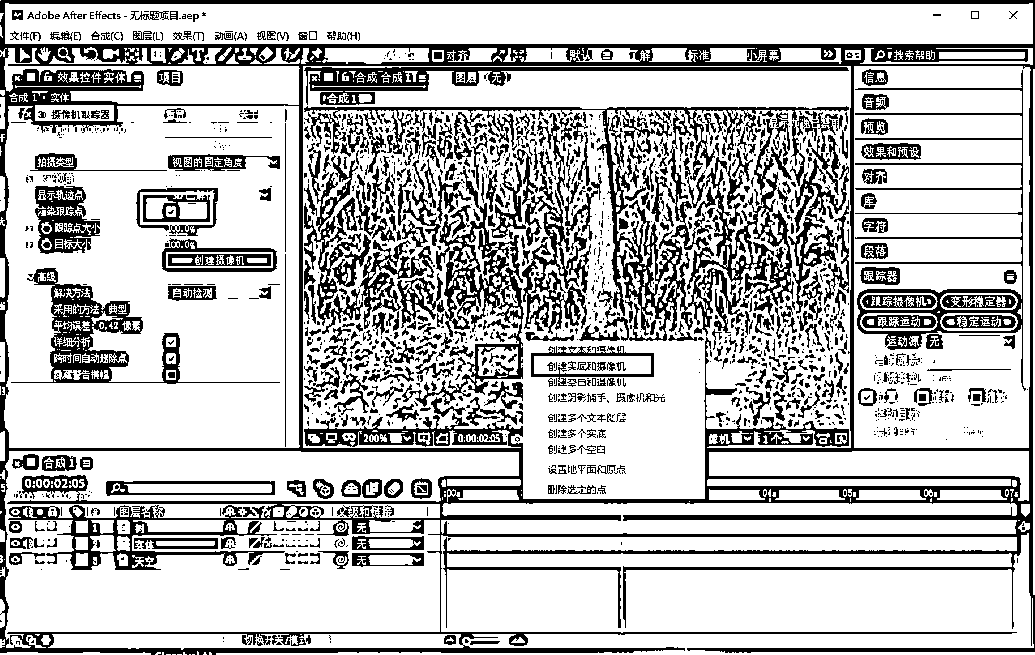 Adobe After Effects - 无标题项目.aep *
文件(F) 编辑(E) 合成(C) 图层(L) 效果(T) 动画(A) 视图(V) 窗口 帮助(H)
对齐 默认 了解 标准 小屏幕 搜索帮助
效果控件 实体 项目
合成 1 • 实体
3D 摄像机跟踪器
拍摄类型 视图的固定角度
显示轨迹点
渲染跟踪点
跟踪点大小 100.0%
目标大小 100.0%
创建摄像机
高级
解决方法 自动检测
采用的方法: 典型
平均误差: 0.42 像素
详细分析
跨时间自动删除点
隐藏警告横幅
合成 合成 1 图层 (无)
合成 1
创建文本和摄像机
创建实底和摄像机
创建空白和摄像机
创建阴影捕手、摄像机和光
创建多个文本图层
创建多个实底
创建多个空白
设置地平面和原点
删除选定的点
200% 0:00:02:05
信息
音频
预览
效果和预设
对齐
库
字符
段落
跟踪器
跟踪摄像机 变形稳定器
跟踪运动 稳定运动
运动源: 无
合成 1
0:00:02:05
图层名称 父级和链接
1 无
2 实体 无
3 天空 无
04s 05s 06s 07s
切换开关/模式